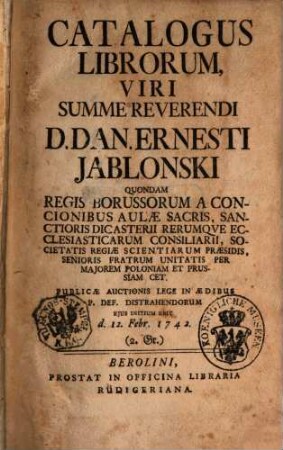 CATALOGUS
LIBRORUM,
VIRI
SUMME REVERENDI
D. DAN. ERNESTI
JABLONSKI
QUONDAM
REGIS BORUSSORUM A CON-
CIONIBUS AULÆ SACRIS, SAN-
CTIORIS DICASTERII RERUMQVE EC-
CLESIASTICARUM CONSILIARII, SO-
CIETATIS REGIÆ SCIENTIARUM PRÆSIDIS,
SENIORIS FRATRUM UNITATIS PER
MAJOREM POLONIAM ET PRUS-
SIAM CET.
PUBLICÆ AUCTIONIS LEGE IN ÆDIBUS
P. DEF. DISTRAHENDORUM
EJUS INITIUM ERIT
d. 12. Febr. 1742.
(2. Gr.)
BEROLINI,
PROSTAT IN OFFICINA LIBRARIA
RÜDIGERIANA.